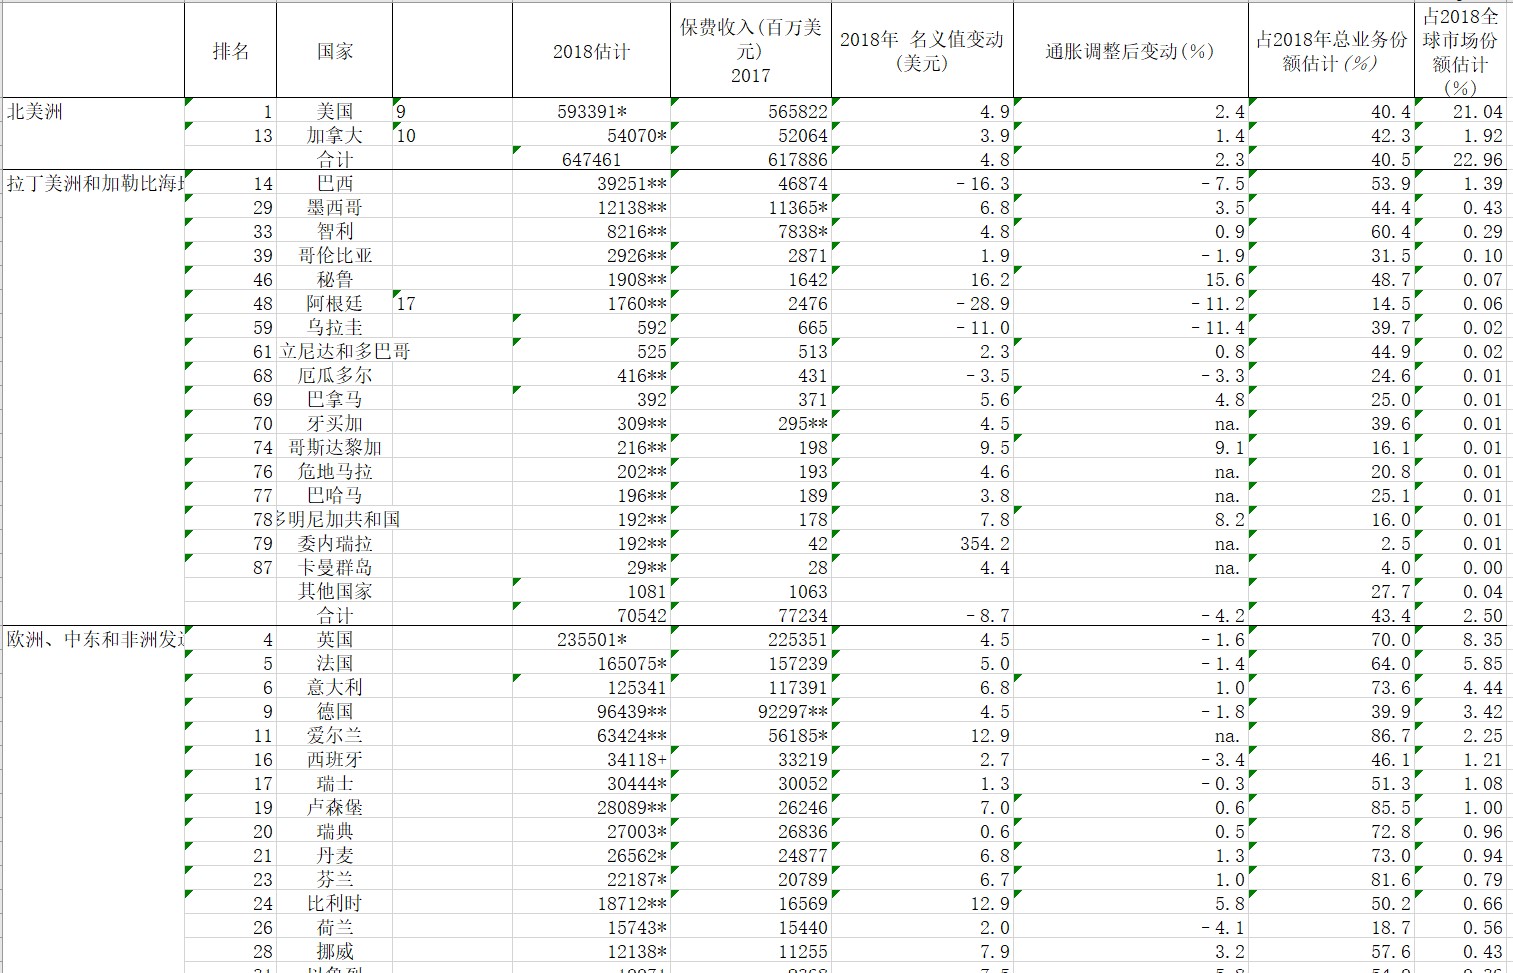 排名 国家 2018估计 保费收入(百万美元) 2017 2018年 名义值变动(美元) 通胀调整后变动(%) 占2018年总业务份额估计(%) 占2018全球市场份额估计(%)
北美洲 1 美国 9 593391* 565822 4.9 2.4 40.4 21.04
13 加拿大 10 54070* 52064 3.9 1.4 42.3 1.92
合计 647461 617886 4.8 2.3 40.5 22.96
拉丁美洲和加勒比海 14 巴西 39251** 46874 -16.3 -7.5 53.9 1.39
29 墨西哥 12138** 11365* 6.8 3.5 44.4 0.43
33 智利 8216** 7838* 4.8 0.9 60.4 0.29
39 哥伦比亚 2926** 2871 1.9 -1.9 31.5 0.10
46 秘鲁 1908** 1642 16.2 15.6 48.7 0.07
48 阿根廷 17 1760** 2476 -28.9 -11.2 14.5 0.06
59 乌拉圭 592 665 -11.0 -11.4 39.7 0.02
61 立尼达和多巴哥 525 513 2.3 0.8 44.9 0.02
68 厄瓜多尔 416** 431 -3.5 -3.3 24.6 0.01
69 巴拿马 392 371 5.6 4.8 25.0 0.01
70 牙买加 309** 295** 4.5 na. 39.6 0.01
74 哥斯达黎加 216** 198 9.5 9.1 16.1 0.01
76 危地马拉 202** 193 4.6 na. 20.8 0.01
77 巴哈马 196** 189 3.8 na. 25.1 0.01
78 多明尼加共和国 192** 178 7.8 8.2 16.0 0.01
79 委内瑞拉 192** 42 354.2 na. 2.5 0.01
87 卡曼群岛 29** 28 4.4 na. 4.0 0.00
其他国家 1081 1063 27.7 0.04
合计 70542 77234 -8.7 -4.2 43.4 2.50
欧洲、中东和非洲发 4 英国 235501* 225351 4.5 -1.6 70.0 8.35
5 法国 165075* 157239 5.0 -1.4 64.0 5.85
6 意大利 125341 117391 6.8 1.0 73.6 4.44
9 德国 96439** 92297** 4.5 -1.8 39.9 3.42
11 爱尔兰 63424** 56185* 12.9 na. 86.7 2.25
16 西班牙 34118+ 33219 2.7 -3.4 46.1 1.21
17 瑞士 30444* 30052 1.3 -0.3 51.3 1.08
19 卢森堡 28089** 26246 7.0 0.6 85.5 1.00
20 瑞典 27003* 26836 0.6 0.5 72.8 0.96
21 丹麦 26562* 24877 6.8 1.3 73.0 0.94
23 芬兰 22187* 20789 6.7 1.0 81.6 0.79
24 比利时 18712** 16569 12.9 5.8 50.2 0.66
26 荷兰 15743* 15440 2.0 -4.1 18.7 0.56
28 挪威 12138* 11255 7.9 3.2 57.6 0.43